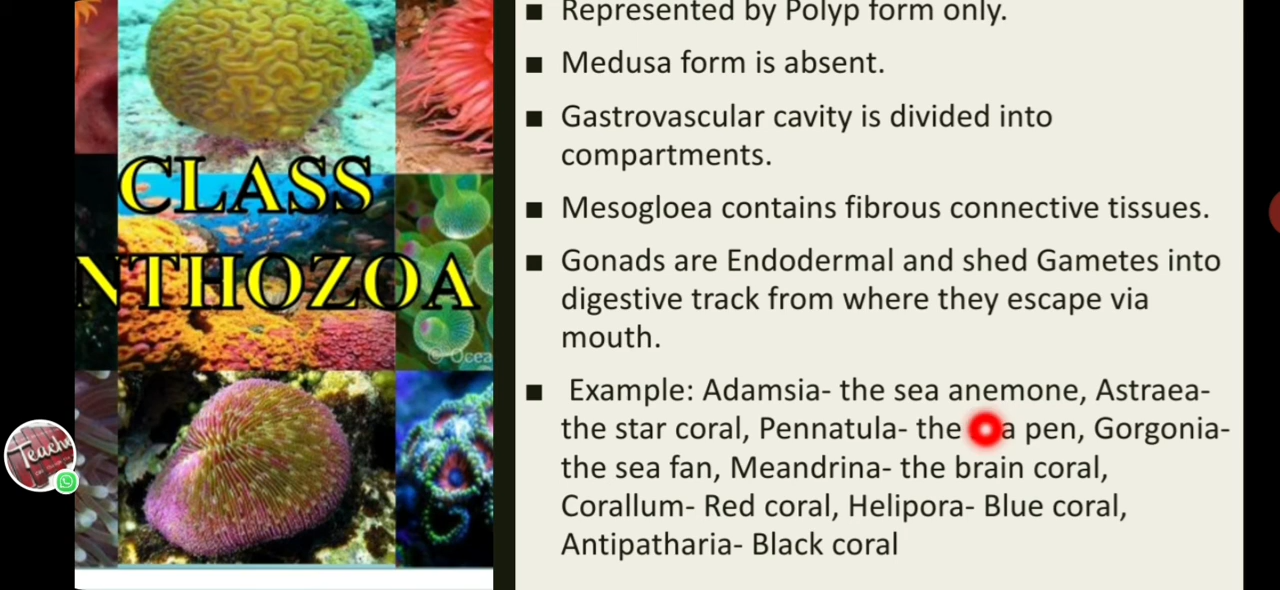 CLASS
NTHOZOA
© Ocea
Teache
■ Represented by Polyp form only.
■ Medusa form is absent.
■ Gastrovascular cavity is divided into
compartments.
■ Mesogloea contains fibrous connective tissues.
■ Gonads are Endodermal and shed Gametes into
digestive track from where they escape via
mouth.
■ Example: Adamsia- the sea anemone, Astraea-
the star coral, Pennatula- the a pen, Gorgonia-
the sea fan, Meandrina- the brain coral,
Corallum- Red coral, Helipora- Blue coral,
Antipatharia- Black coral